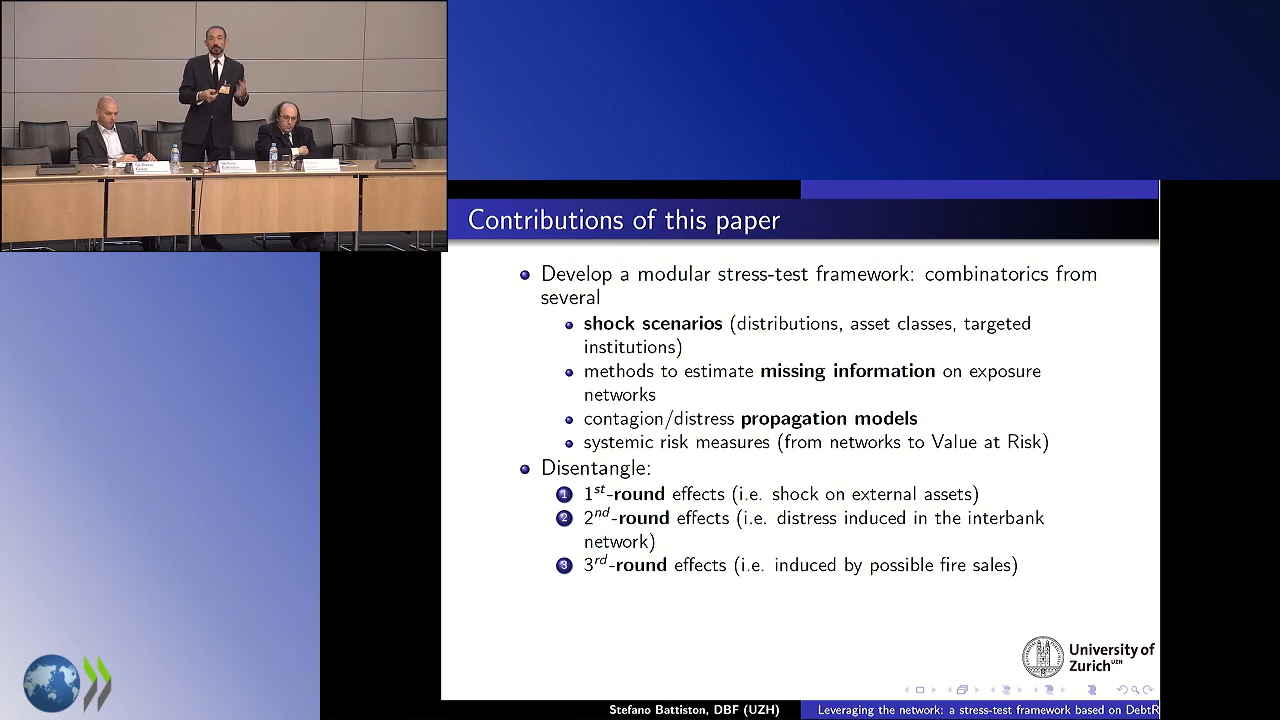 Contributions of this paper
Develop a modular stress-test framework: combinatorics from
several
shock scenarios (distributions, asset classes, targeted
institutions)
methods to estimate missing information on exposure
networks
contagion/distress propagation models
systemic risk measures (from networks to Value at Risk)
Disentangle:
1 1st-round effects (i.e. shock on external assets)
2 2nd-round effects (i.e. distress induced in the interbank
network)
3 3rd-round effects (i.e. induced by possible fire sales)
University of
Zurich UZH
Stefano Battiston, DBF (UZH)
Leveraging the network: a stress-test framework based on DebtR